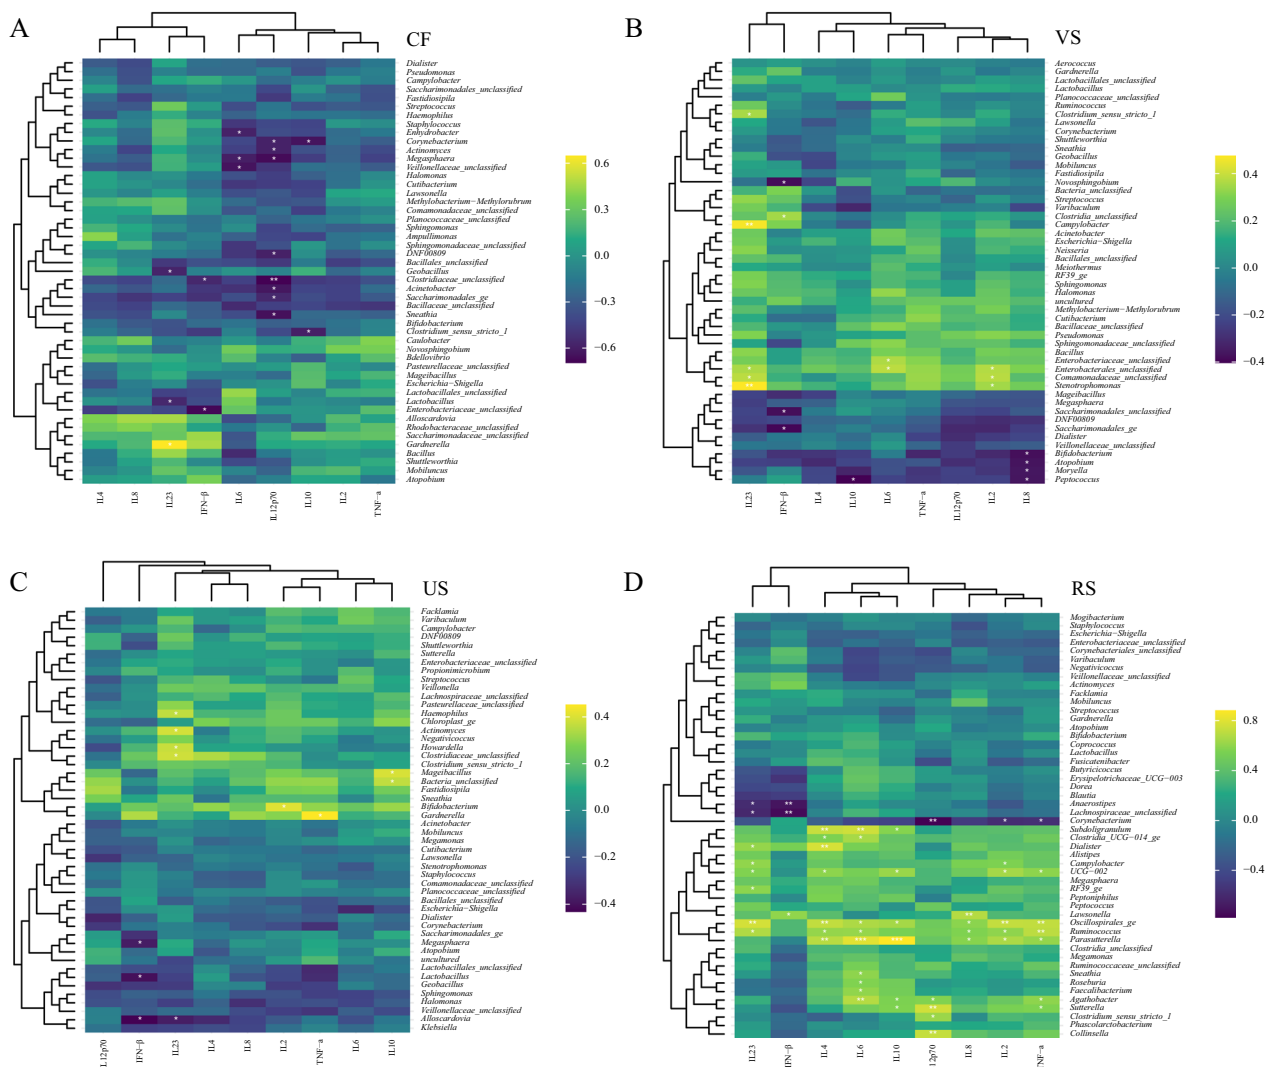 A
CF
Dialister
Pseudomonas
Campylobacter
Saccharimonadales_unclassified
Fastidiosipila
Streptococcus
Haemophilus
Staphylococcus
Enhydrobacter
Corynebacterium
Actinomyces
Megasphaera
Veillonellaceae_unclassified
Halomonas
Cutibacterium
Lawsonella
Methylobacterium−Methylorubrum
Comamonadaceae_unclassified
Planococcaceae_unclassified
Sphingomonas
Ampullimonas
Sphingomonadaceae_unclassified
DNF00809
Bacillales_unclassified
Geobacillus
Clostridiaceae_unclassified
Acinetobacter
Saccharimonadales_ge
Bacillaceae_unclassified
Sneathia
Bifidobacterium
Clostridium_sensu_stricto_1
Caulobacter
Novosphingobium
Bdellovibrio
Pasteurellaceae_unclassified
Mageibacillus
Escherichia−Shigella
Lactobacillales_unclassified
Lactobacillus
Enterobacteriaceae_unclassified
Alloscardovia
Rhodobacteraceae_unclassified
Saccharimonadaceae_unclassified
Gardnerella
Bacillus
Shuttleworthia
Mobiluncus
Atopobium
IL4
IL8
IL23
IFN−β
IL6
IL12p70
IL10
IL2
TNF−a
0.6
0.3
0.0
−0.3
−0.6
B
VS
Aerococcus
Gardnerella
Lactobacillales_unclassified
Lactobacillus
Planococcaceae_unclassified
Ruminococcus
Clostridium_sensu_stricto_1
Lawsonella
Corynebacterium
Shuttleworthia
Sneathia
Geobacillus
Mobiluncus
Fastidiosipila
Novosphingobium
Bacteria_unclassified
Streptococcus
Varibaculum
Clostridia_unclassified
Campylobacter
Acinetobacter
Escherichia−Shigella
Neisseria
Bacillales_unclassified
Meiothermus
RF39_ge
Sphingomonas
Halomonas
uncultured
Methylobacterium−Methylorubrum
Cutibacterium
Bacillaceae_unclassified
Pseudomonas
Sphingomonadaceae_unclassified
Bacillus
Enterobacteriaceae_unclassified
Enterobacterales_unclassified
Comamonadaceae_unclassified
Stenotrophomonas
Mageibacillus
Megasphaera
Saccharimonadales_unclassified
DNF00809
Saccharimonadales_ge
Dialister
Veillonellaceae_unclassified
Bifidobacterium
Atopobium
Moryella
Peptococcus
IL23
IFN−β
IL4
IL10
IL6
TNF−a
IL12p70
IL2
IL8
0.4
0.2
0.0
−0.2
−0.4
C
US
Facklamia
Varibaculum
Campylobacter
DNF00809
Shuttleworthia
Sutterella
Enterobacteriaceae_unclassified
Propionimicrobium
Streptococcus
Veillonella
Lachnospiraceae_unclassified
Pasteurellaceae_unclassified
Haemophilus
Chloroplast_ge
Actinomyces
Negativicoccus
Howardella
Clostridiaceae_unclassified
Clostridium_sensu_stricto_1
Mageibacillus
Bacteria_unclassified
Fastidiosipila
Sneathia
Bifidobacterium
Gardnerella
Acinetobacter
Mobiluncus
Megamonas
Cutibacterium
Lawsonella
Stenotrophomonas
Staphylococcus
Comamonadaceae_unclassified
Planococcaceae_unclassified
Bacillales_unclassified
Escherichia−Shigella
Dialister
Corynebacterium
Saccharimonadales_ge
Megasphaera
Atopobium
uncultured
Lactobacillales_unclassified
Lactobacillus
Geobacillus
Sphingomonas
Halomonas
Veillonellaceae_unclassified
Alloscardovia
Klebsiella
L12p70
IFN−β
IL23
IL4
IL8
IL2
TNF−a
IL6
IL10
0.4
0.2
0.0
−0.2
−0.4
D
RS
Mogibacterium
Staphylococcus
Escherichia−Shigella
Enterobacteriaceae_unclassified
Corynebacteriales_unclassified
Varibaculum
Negativicoccus
Veillonellaceae_unclassified
Actinomyces
Facklamia
Mobiluncus
Streptococcus
Gardnerella
Atopobium
Bifidobacterium
Coprococcus
Lactobacillus
Fusicatenibacter
Butyricicoccus
Erysipelotrichaceae_UCG−003
Dorea
Blautia
Anaerostipes
Lachnospiraceae_unclassified
Corynebacterium
Subdoligranulum
Clostridia_UCG−014_ge
Dialister
Alistipes
Campylobacter
UCG−002
Megasphaera
RF39_ge
Peptoniphilus
Peptococcus
Lawsonella
Oscillospirales_ge
Ruminococcus
Parasutterella
Clostridia_unclassified
Megamonas
Ruminococcaceae_unclassified
Sneathia
Roseburia
Faecalibacterium
Agathobacter
Sutterella
Clostridium_sensu_stricto_1
Phascolarctobacterium
Collinsella
IL23
IFN−β
IL4
IL6
IL10
12p70
IL8
IL2
TNF−a
0.8
0.4
0.0
−0.4